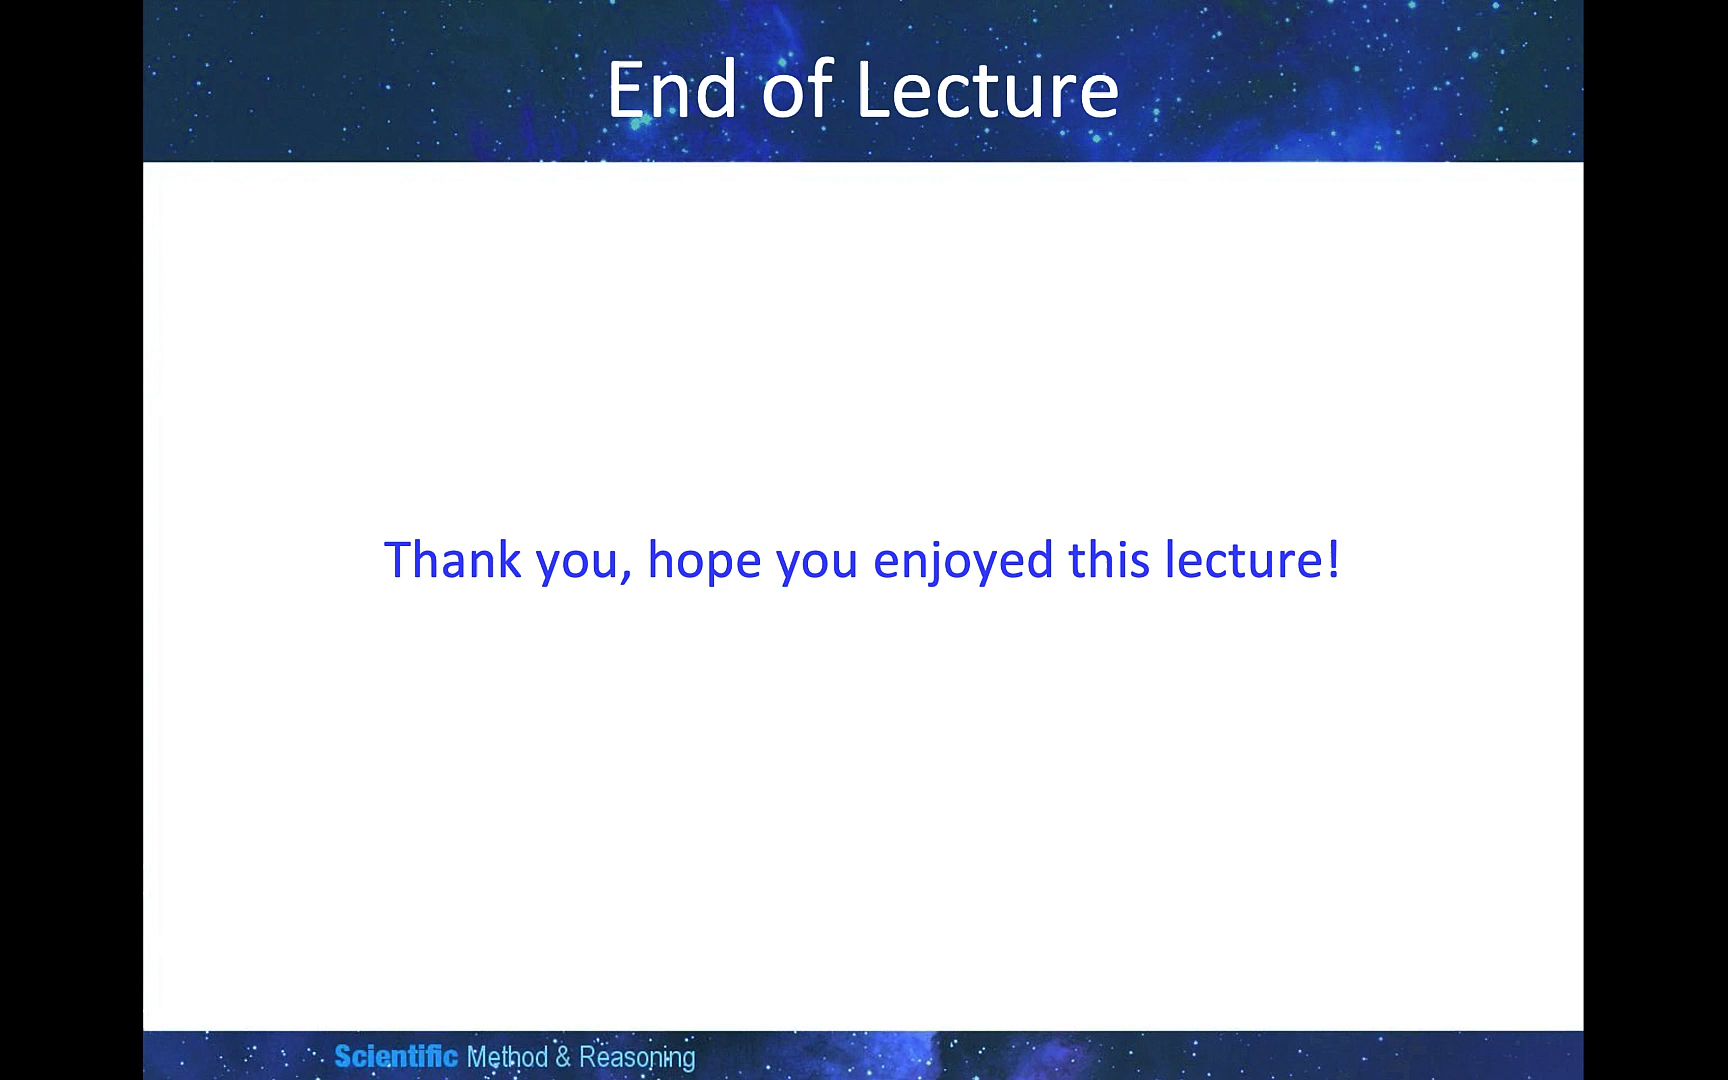 End of Lecture
Thank you, hope you enjoyed this lecture!
Scientific Method & Reasoning